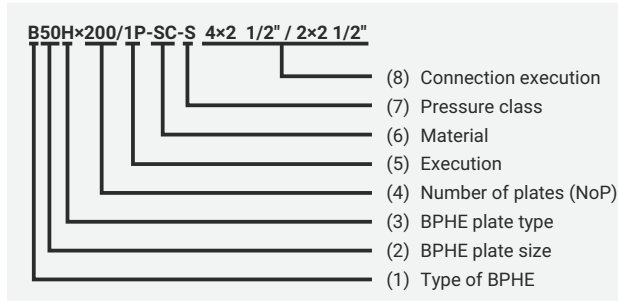 B50H×200/1P-SC-S 4×2 1/2" / 2×2 1/2"
(8) Connection execution
(7) Pressure class
(6) Material
(5) Execution
(4) Number of plates (NoP)
(3) BPHE plate type
(2) BPHE plate size
(1) Type of BPHE